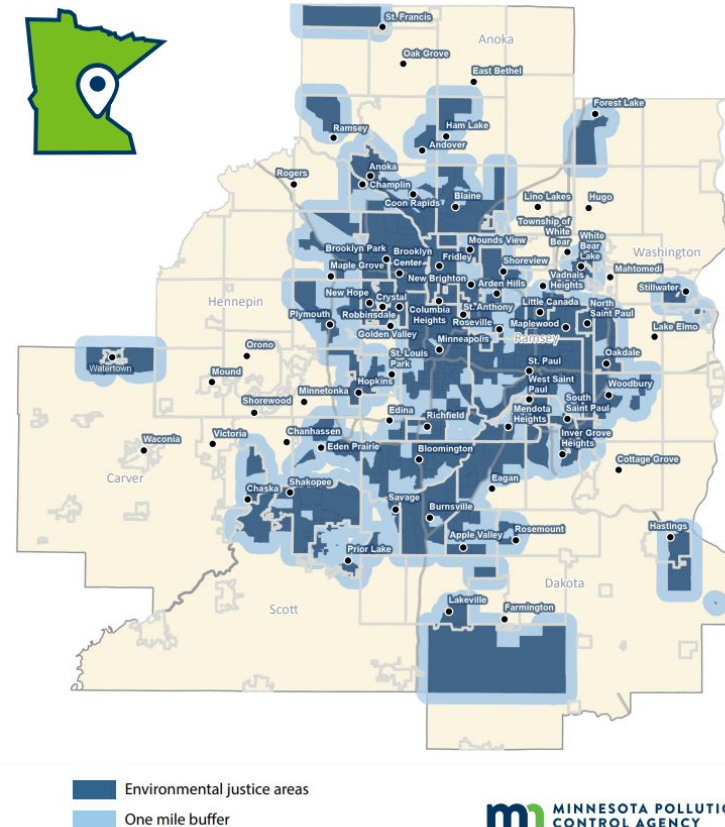 St. Francis
Anoka
Oak Grove
East Bethel
Forest Lake
Ramsey
Ham Lake
Andover
Rogers
Anoka
Champlin
Coon Rapids
Blaine
Lino Lakes
Hugo
Township of
White
Bear
White
Bear
Lake
Washington
Mounds View
Brooklyn Park
Brooklyn
Center
Fridley
Shoreview
Vadnais
Heights
Mahtomedi
Maple Grove
New Brighton
Arden Hills
Stillwater
Hennepin
New Hope
Crystal
Robbinsdale
Columbia
Heights
St. Anthony
Little Canada
North
Saint Paul
Plymouth
Golden Valley
Roseville
Maplewood
Ramsey
Lake Elmo
Minneapolis
Orono
Watertown
St. Louis
Park
St. Paul
Oakdale
Mound
Minnetonka
Hopkins
West Saint
Paul
Woodbury
Shorewood
Edina
Richfield
Mendota
Heights
South
Saint Paul
Waconia
Victoria
Chanhassen
Eden Prairie
Bloomington
Inver Grove
Heights
Cottage Grove
Carver
Chaska
Shakopee
Eagan
Savage
Burnsville
Hastings
Prior Lake
Apple Valley
Rosemount
Dakota
Scott
Lakeville
Farmington
Environmental justice areas
One mile buffer
MINNESOTA POLLUTIO
CONTROL AGENCY